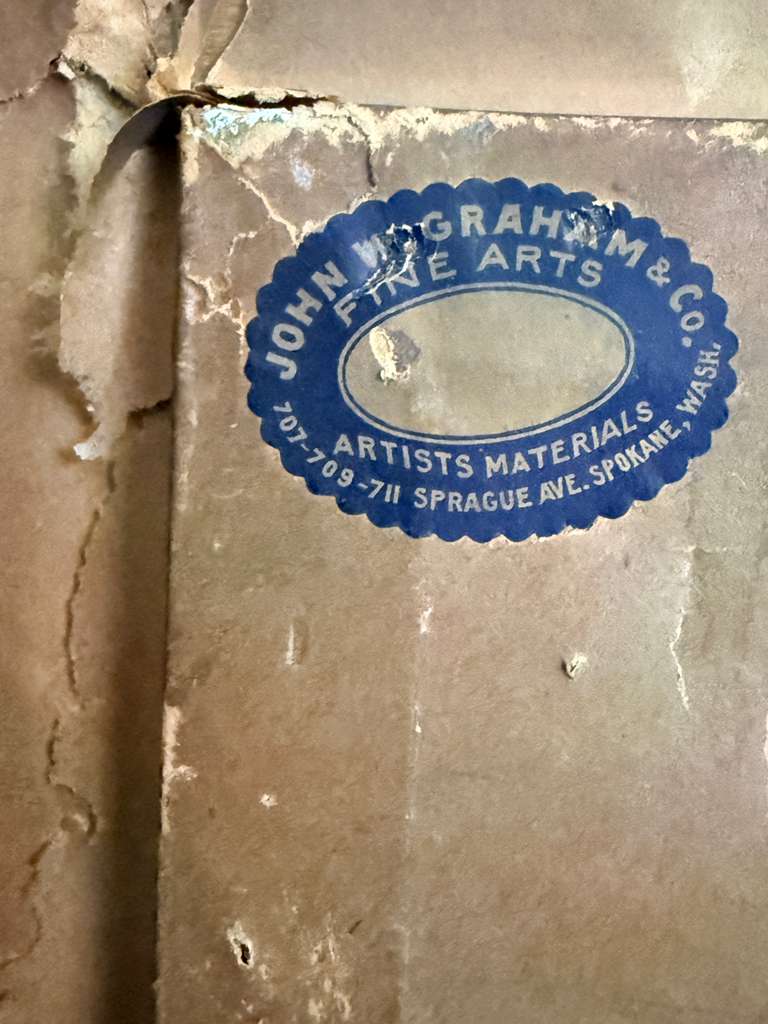 JOHN W. GRAHAM & CO.
FINE ARTS
ARTISTS MATERIALS
707-709-711 SPRAGUE AVE. SPOKANE, WASH.